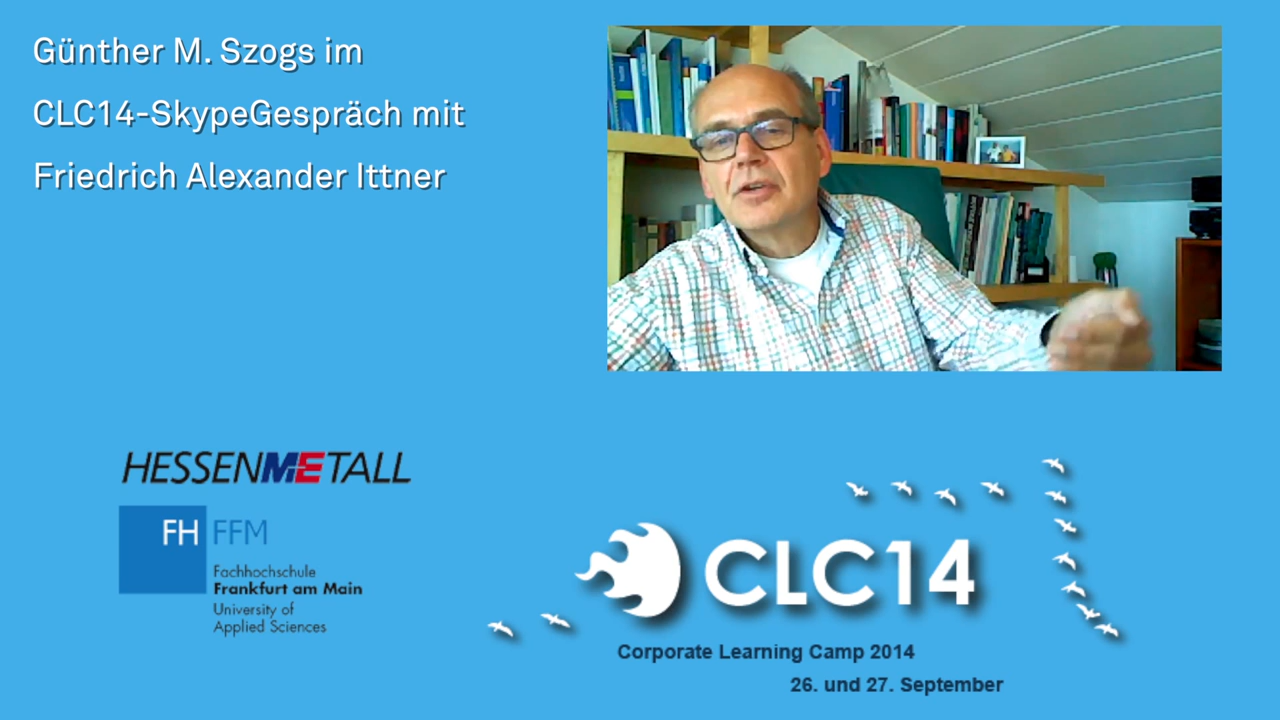 Günther M. Szogs im
CLC14-SkypeGespräch mit
Friedrich Alexander Ittner
HESSENMETALL
FH FFM
Fachhochschule
Frankfurt am Main
University of
Applied Sciences
CLC14
Corporate Learning Camp 2014
26. und 27. September